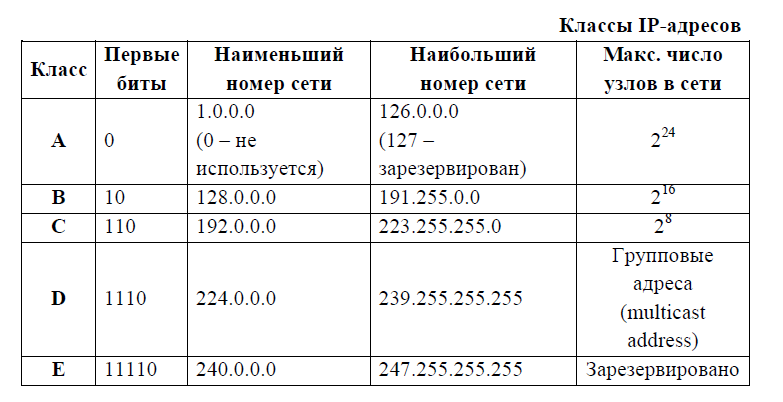 Классы IP-адресов
Класс Первые биты Наименьший номер сети Наибольший номер сети Макс. число узлов в сети
A 0 1.0.0.0 (0 – не используется) 126.0.0.0 (127 – зарезервирован) 2^24
B 10 128.0.0.0 191.255.0.0 2^16
C 110 192.0.0.0 223.255.255.0 2^8
D 1110 224.0.0.0 239.255.255.255 Групповые адреса (multicast address)
E 11110 240.0.0.0 247.255.255.255 Зарезервировано